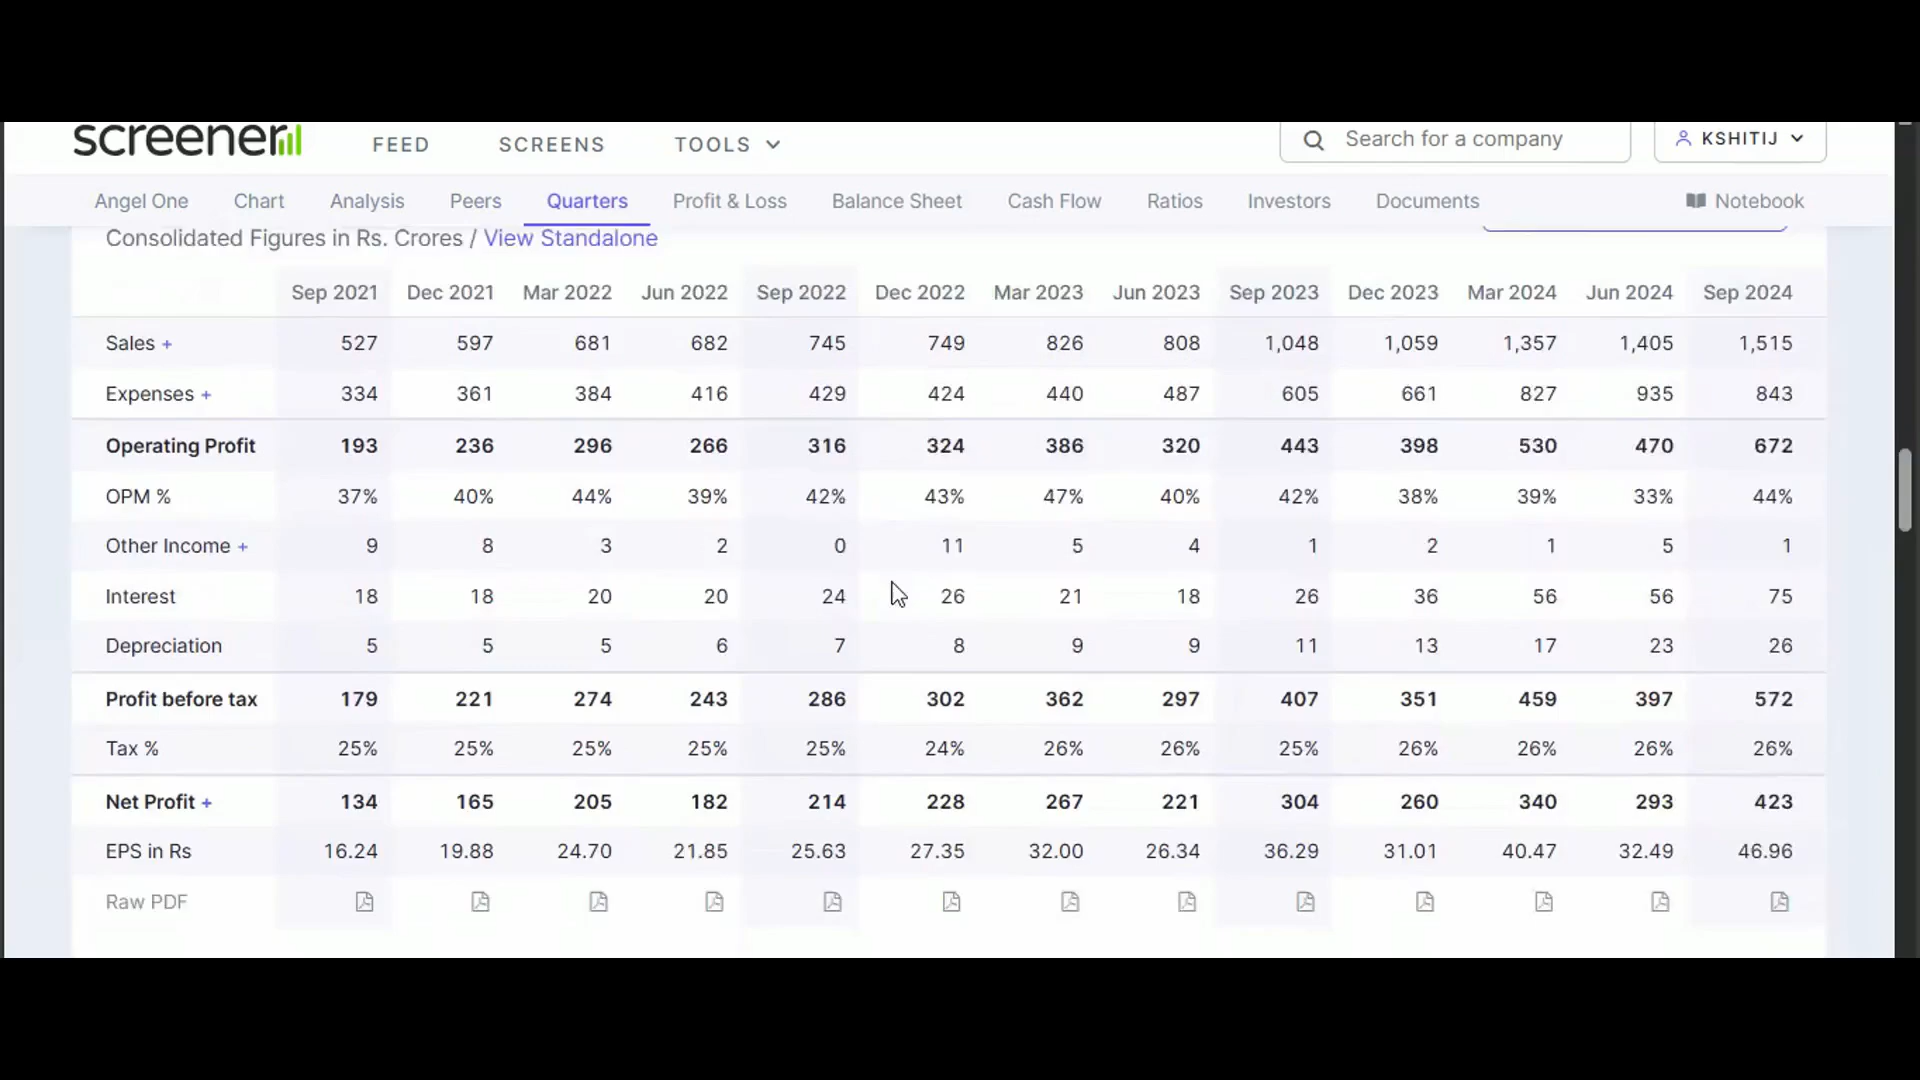 screener FEED SCREENS TOOLS Search for a company KSHITIJ
Angel One Chart Analysis Peers Quarters Profit & Loss Balance Sheet Cash Flow Ratios Investors Documents Notebook
Consolidated Figures in Rs. Crores / View Standalone
Sep 2021 Dec 2021 Mar 2022 Jun 2022 Sep 2022 Dec 2022 Mar 2023 Jun 2023 Sep 2023 Dec 2023 Mar 2024 Jun 2024 Sep 2024
Sales + 527 597 681 682 745 749 826 808 1,048 1,059 1,357 1,405 1,515
Expenses + 334 361 384 416 429 424 440 487 605 661 827 935 843
Operating Profit 193 236 296 266 316 324 386 320 443 398 530 470 672
OPM % 37% 40% 44% 39% 42% 43% 47% 40% 42% 38% 39% 33% 44%
Other Income + 9 8 3 2 0 11 5 4 1 2 1 5 1
Interest 18 18 20 20 24 26 21 18 26 36 56 56 75
Depreciation 5 5 5 6 7 8 9 9 11 13 17 23 26
Profit before tax 179 221 274 243 286 302 362 297 407 351 459 397 572
Tax % 25% 25% 25% 25% 25% 24% 26% 26% 25% 26% 26% 26% 26%
Net Profit + 134 165 205 182 214 228 267 221 304 260 340 293 423
EPS in Rs 16.24 19.88 24.70 21.85 25.63 27.35 32.00 26.34 36.29 31.01 40.47 32.49 46.96
Raw PDF